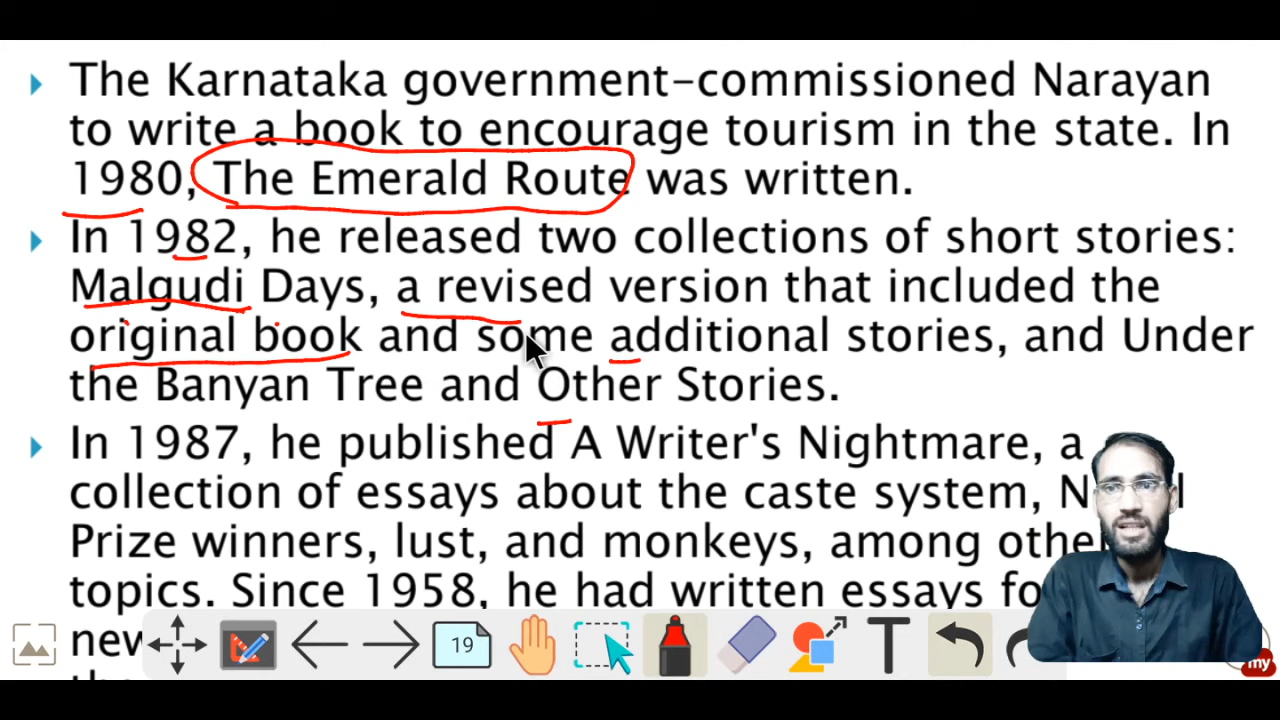 The Karnataka government-commissioned Narayan
to write a book to encourage tourism in the state. In
1980, The Emerald Route was written.
In 1982, he released two collections of short stories:
Malgudi Days, a revised version that included the
original book and some additional stories, and Under
the Banyan Tree and Other Stories.
In 1987, he published A Writer's Nightmare, a
collection of essays about the caste system,
Prize winners, lust, and monkeys, among
topics. Since 1958, he had written essays
19
T
my